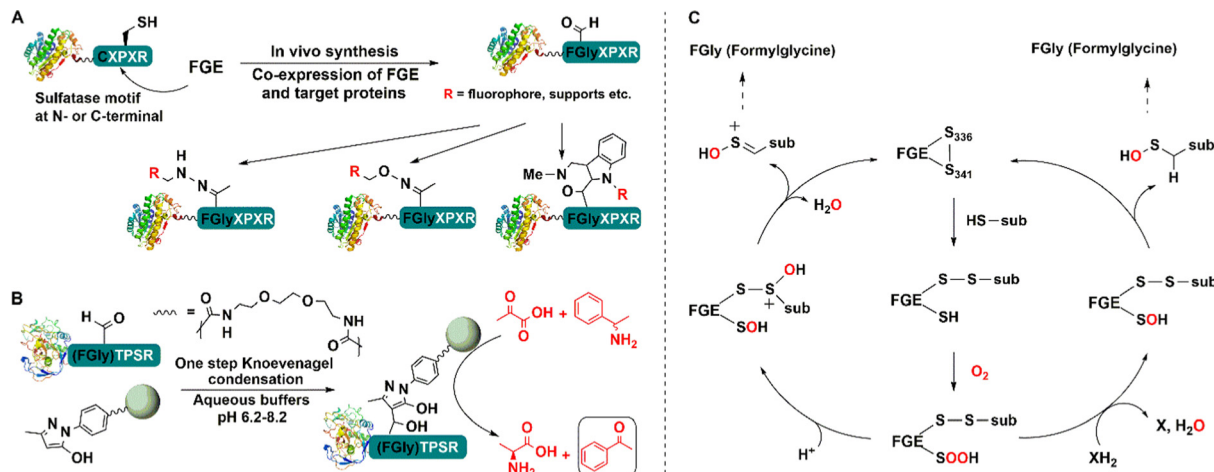 A
SH
CXPXR
Sulfatase motif
at N- or C-terminal
FGE
In vivo synthesis
Co-expression of FGE
and target proteins
O
H
FGlyXPXR
R = fluorophore, supports etc.
R
H
N
N
FGlyXPXR
R
O
N
FGlyXPXR
Me
N
O
N
R
FGlyXPXR
B
O
H
(FGly)TPSR
=
O
N
H
O
O
H
N
O
N
N
OH
One step Knoevenagel
condensation
Aqueous buffers
pH 6.2-8.2
N
N
OH
OH
(FGly)TPSR
O
OH
O
+
NH2
O
OH
NH2
+
O
C
FGly (Formylglycine)
FGly (Formylglycine)
+
HO
S
sub
FGE
S336
S341
HO
S
sub
H
H2O
HS–sub
OH
S–S
+
sub
FGE
SOH
S–S–sub
FGE
SH
S–S–sub
FGE
SOH
O2
S–S–sub
FGE
SOOH
H+
XH2
X, H2O